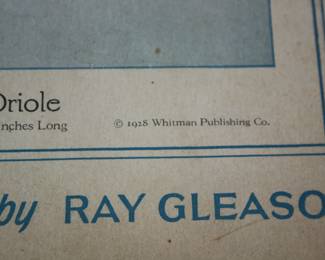 Oriole
nches Long
© 1928 Whitman Publishing Co.
by RAY GLEASO